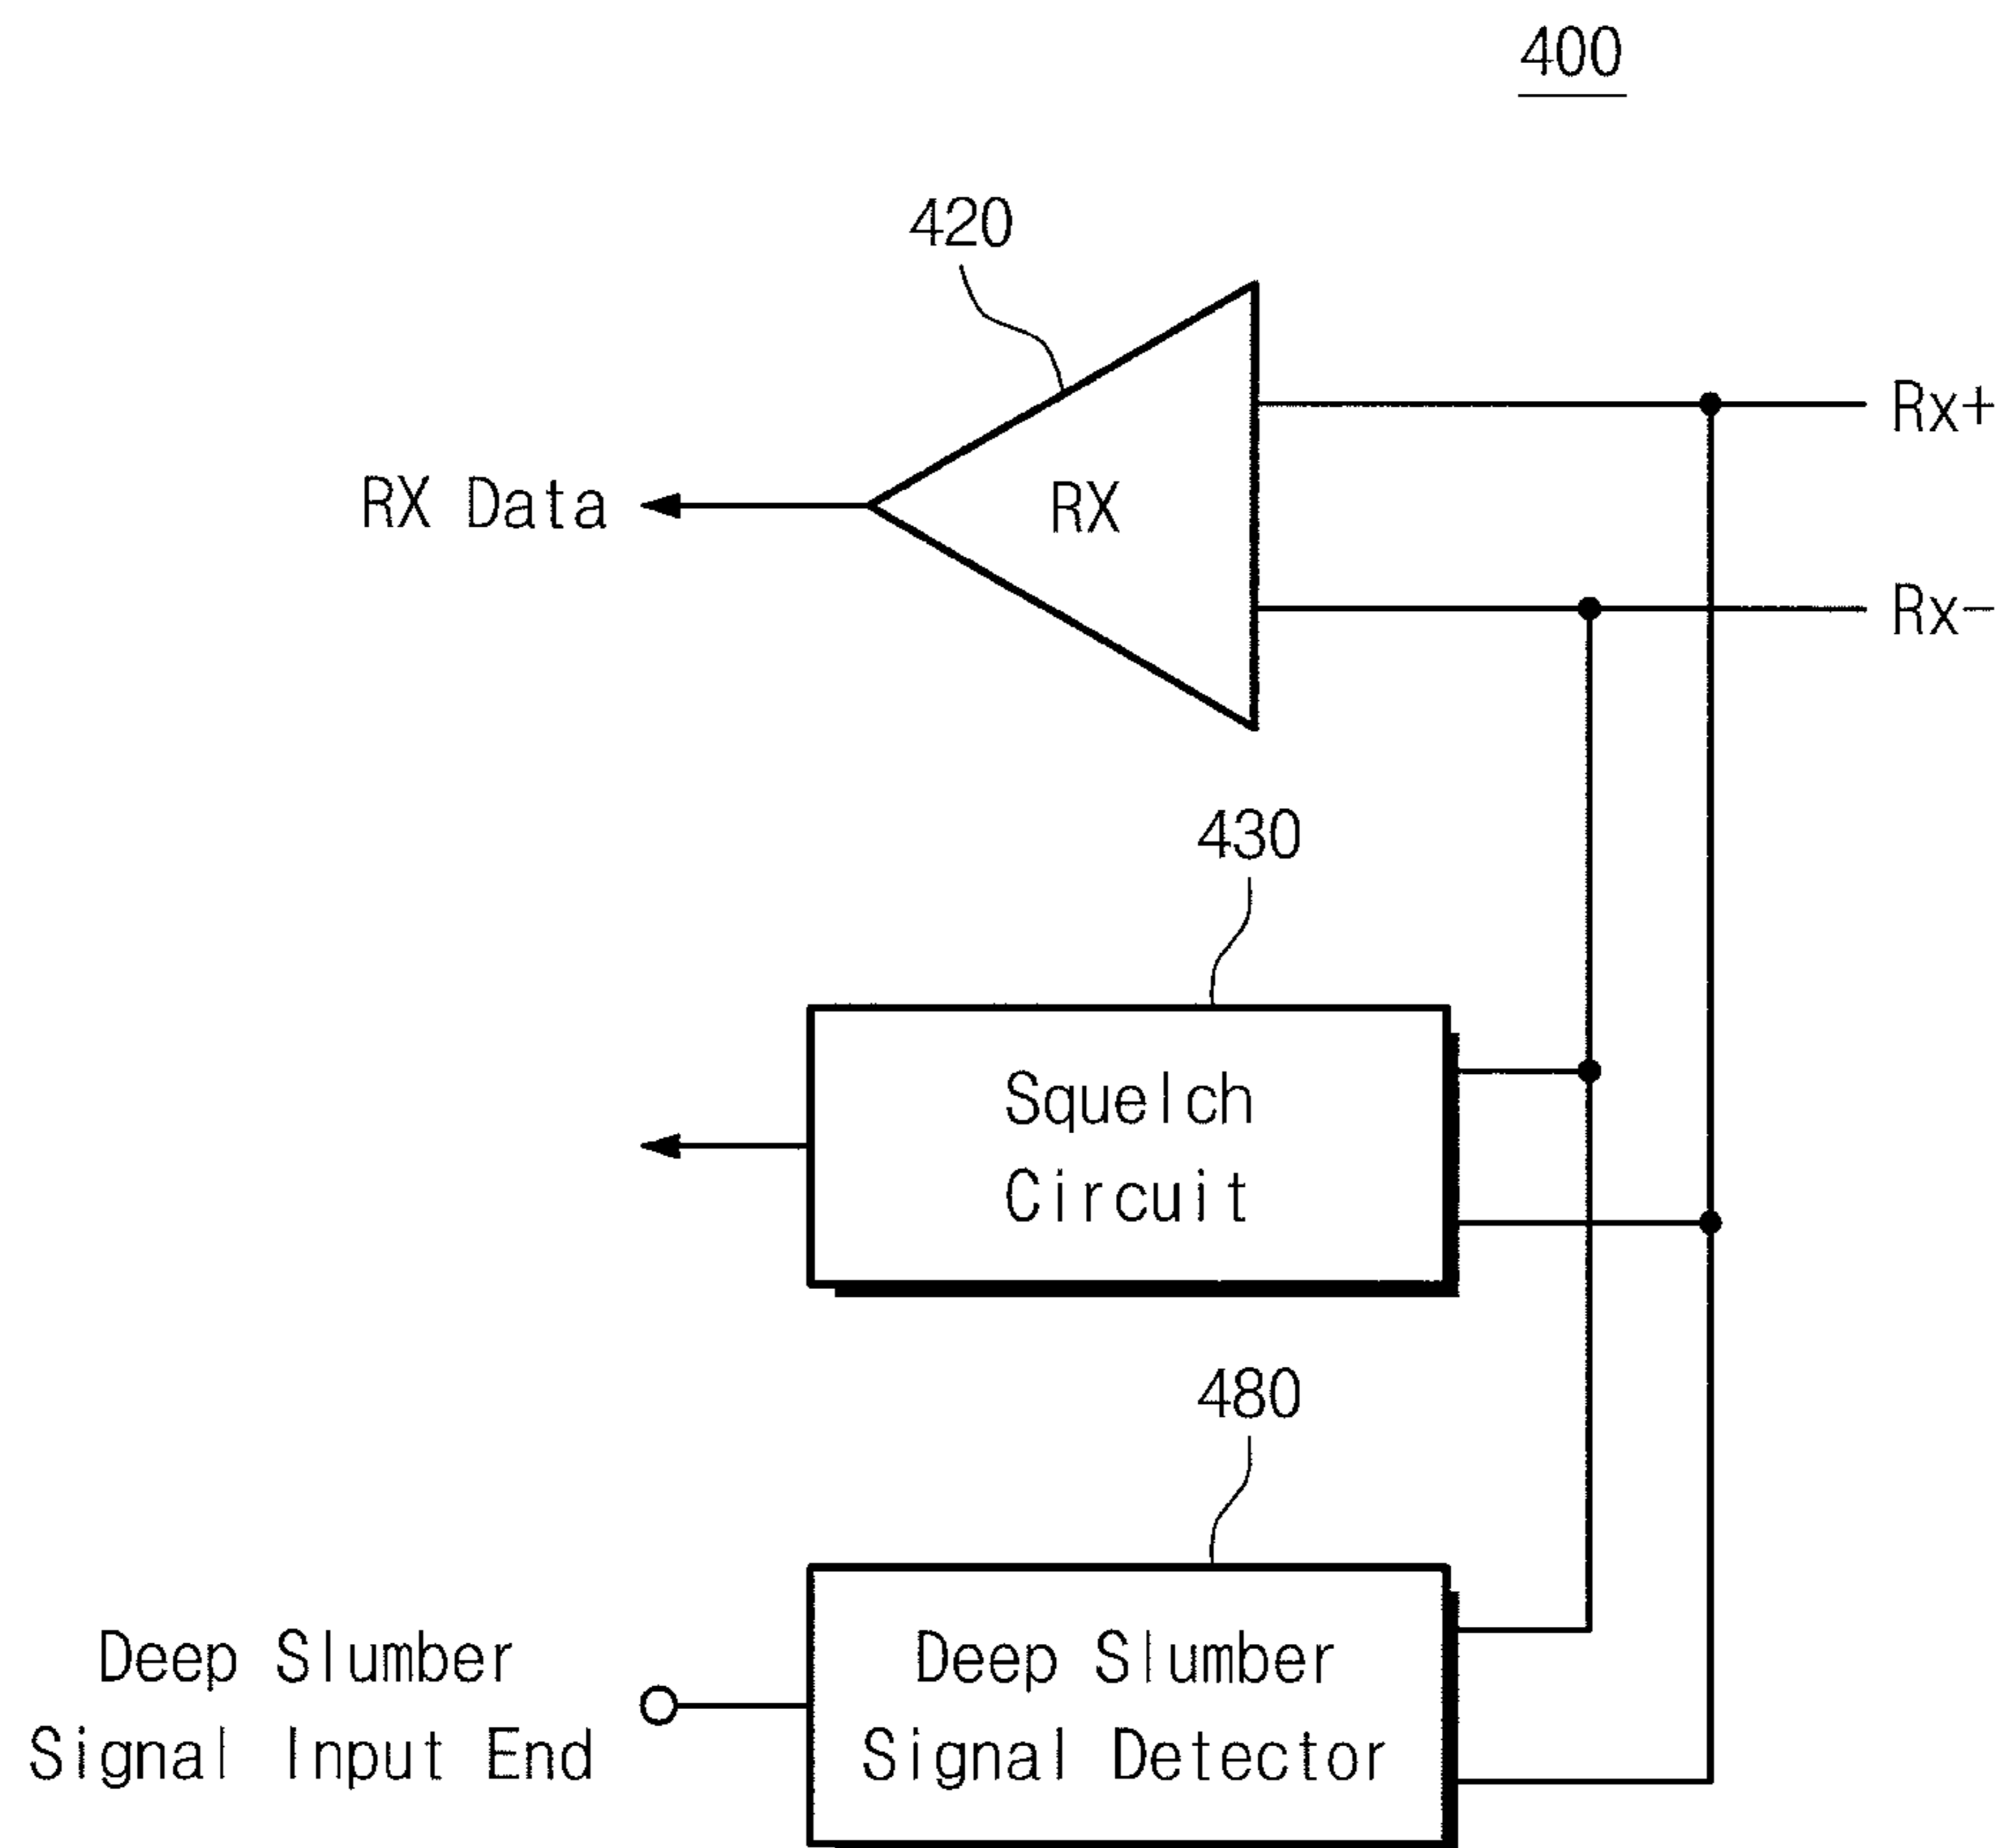 400
420
Rx+
RX Data
RX
Rx-
430
Squelch
Circuit
480
Deep Slumber
Signal Input End
Deep Slumber
Signal Detector